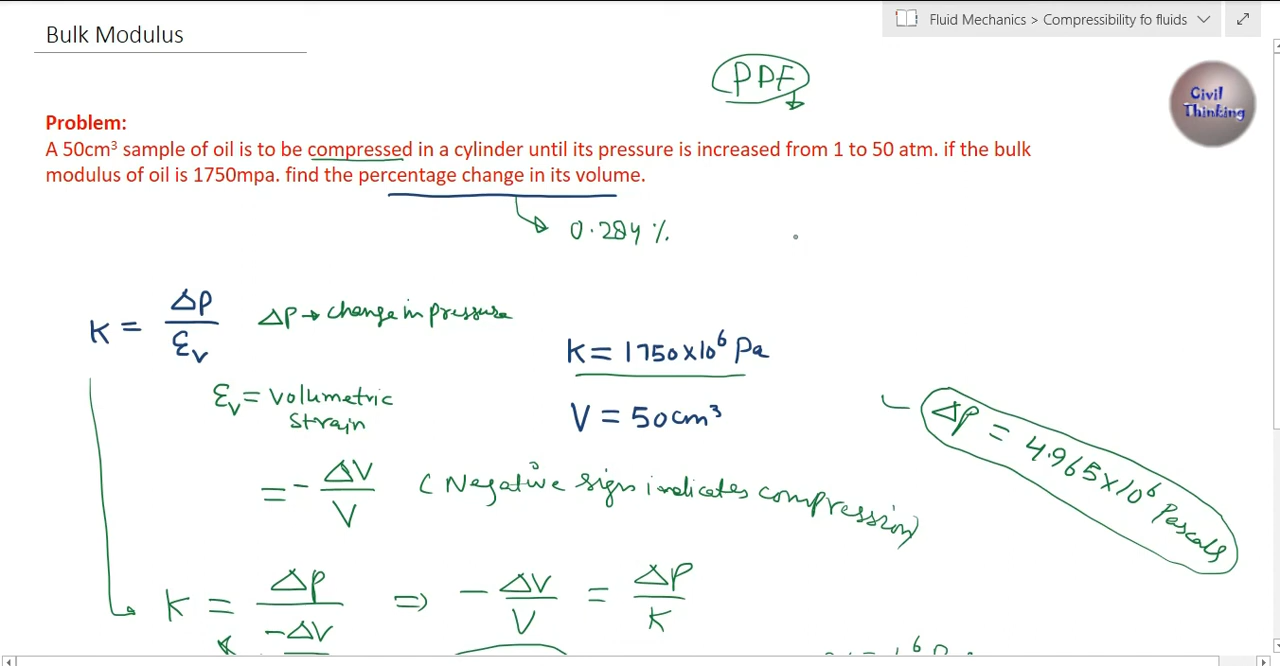 Bulk Modulus
Fluid Mechanics > Compressibility fo fluids
PDF
Civil
Thinking
Problem:
A 50cm³ sample of oil is to be compressed in a cylinder until its pressure is increased from 1 to 50 atm. if the bulk
modulus of oil is 1750mpa. find the percentage change in its volume.
0.284 %
K = ΔP / εv
ΔP → change in pressure
K = 1750×10⁶ Pa
εv = Volumetric
strain
V = 50cm³
ΔP = 4.965×10⁶ Pascals
= - ΔV / V ( Negative sign indicates compression)
K = ΔP / -ΔV ⇒ - ΔV / V = ΔP / K